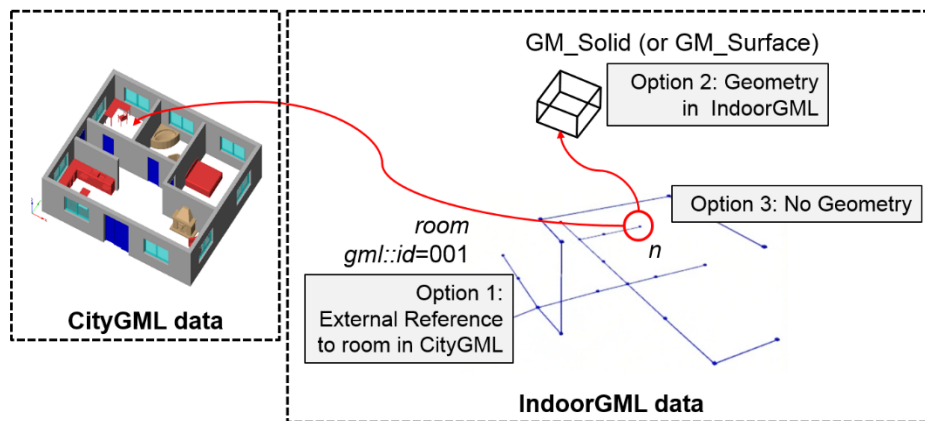 GM_Solid (or GM_Surface)
Option 2: Geometry
in IndoorGML
Option 3: No Geometry
n
room
gml::id=001
Option 1:
External Reference
to room in CityGML
CityGML data
IndoorGML data